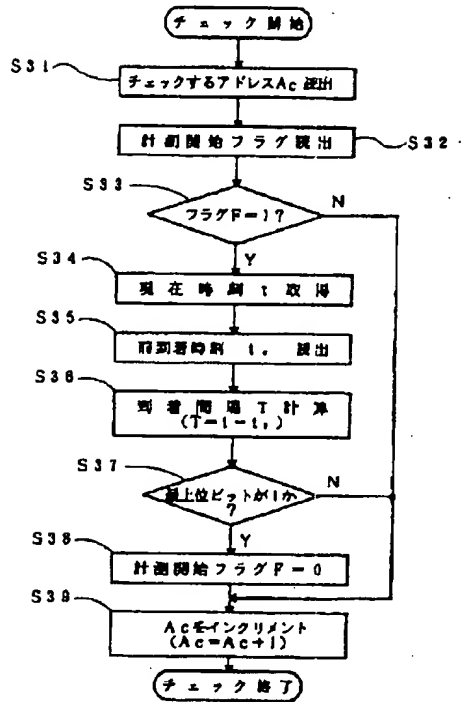 チェック開始
S31
チェックするアドレスAc 読出
計測開始フラグ読出
S32
S33
フラグF=1?
N
Y
S34
現在時刻 t 取得
S35
前到着時刻 t. 読出
S36
到着間隔T計算
(T=t-t.)
S37
最上位ビットが1か
?
N
Y
S38
計測開始フラグF=0
S39
Acをインクリメント
(Ac=Ac+1)
チェック終了